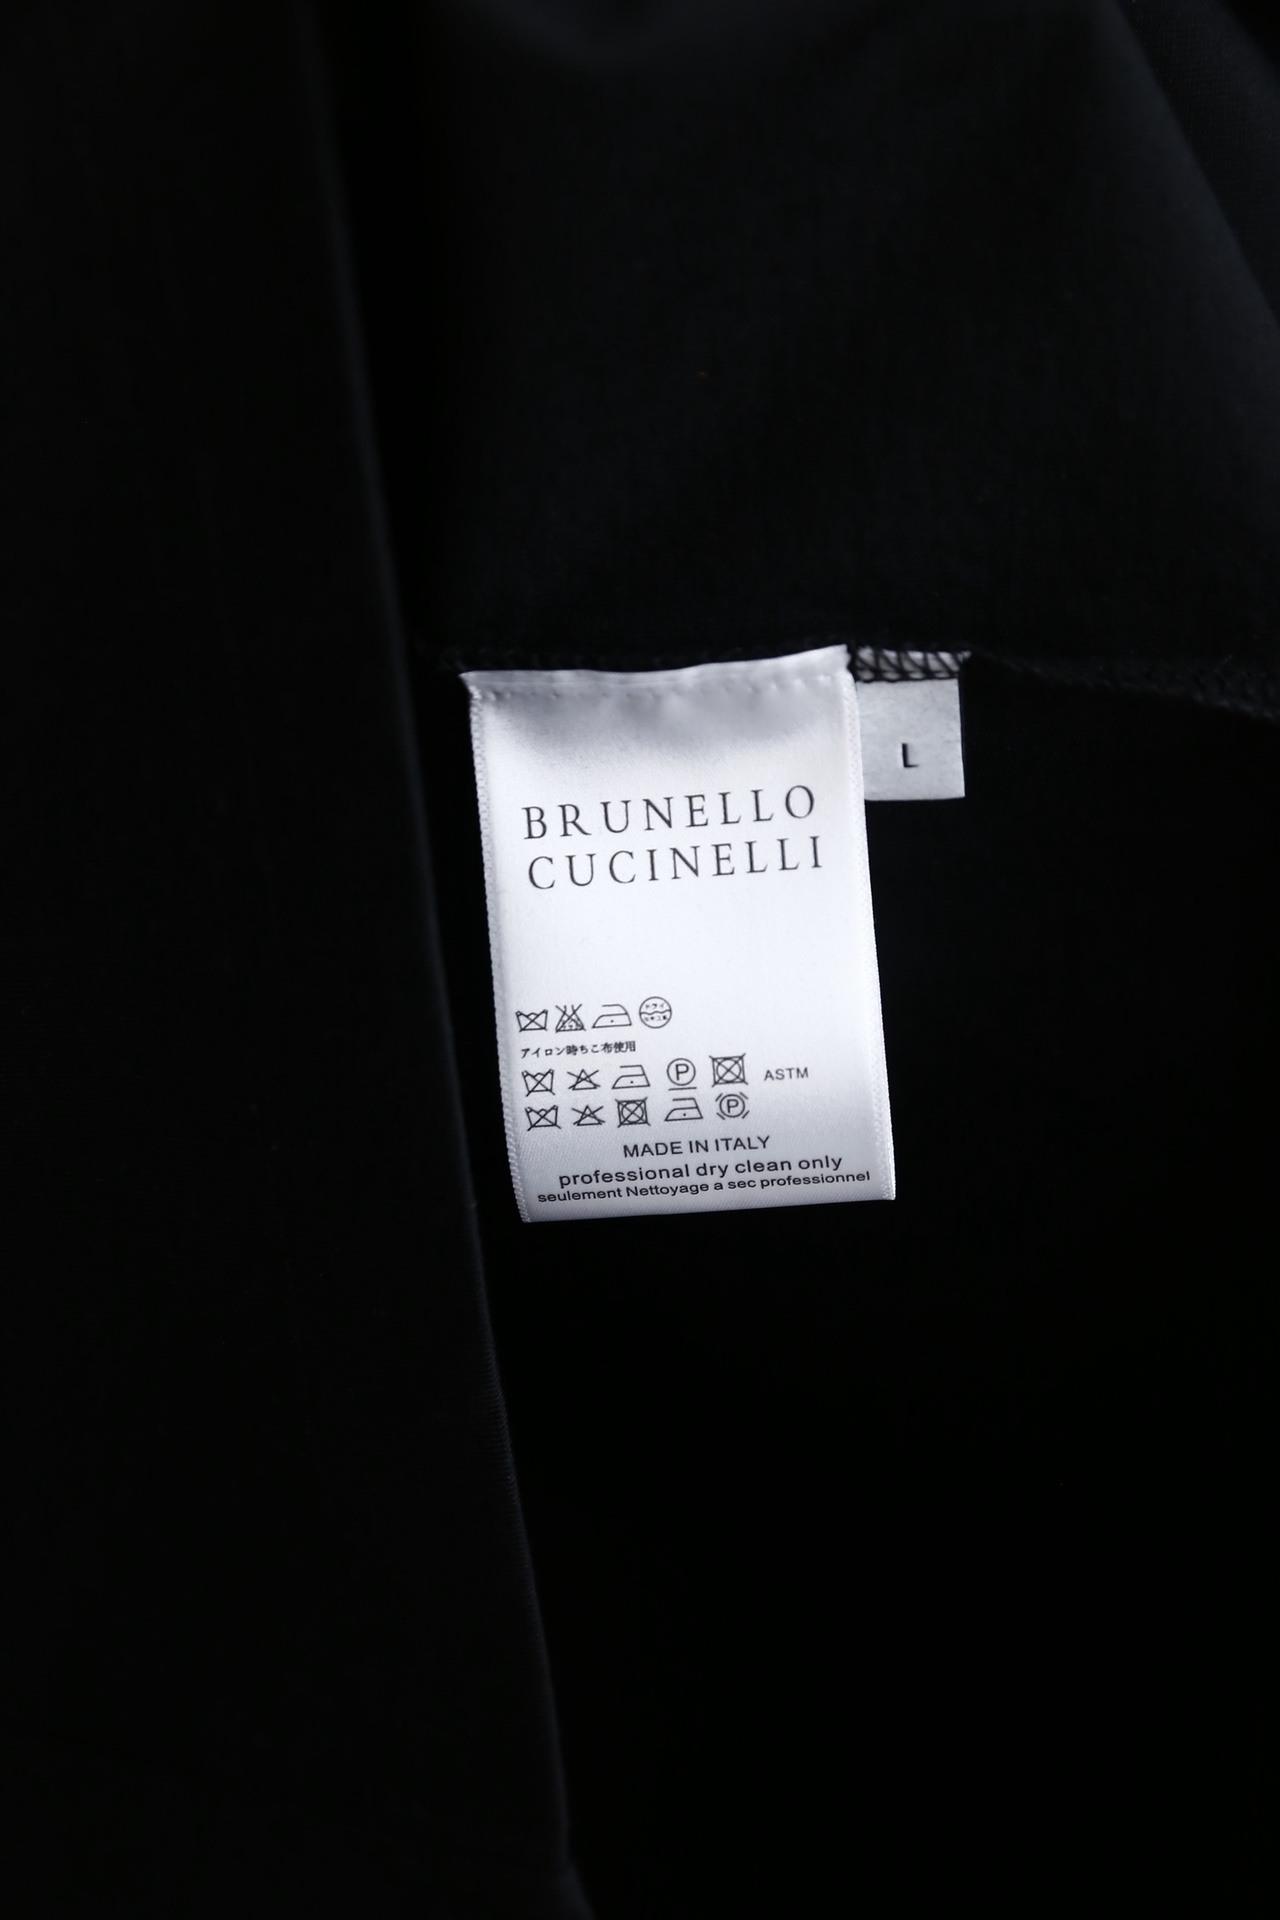 L
BRUNELLO
CUCINELLI
アイロン時あて布使用
P ASTM
P
MADE IN ITALY
professional dry clean only
seulement Nettoyage a sec professionnel